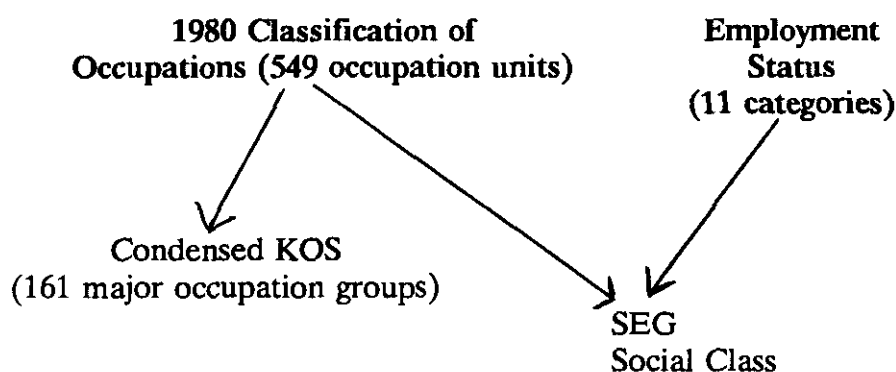 1980 Classification of
Occupations (549 occupation units)
Employment
Status
(11 categories)
Condensed KOS
(161 major occupation groups)
SEG
Social Class